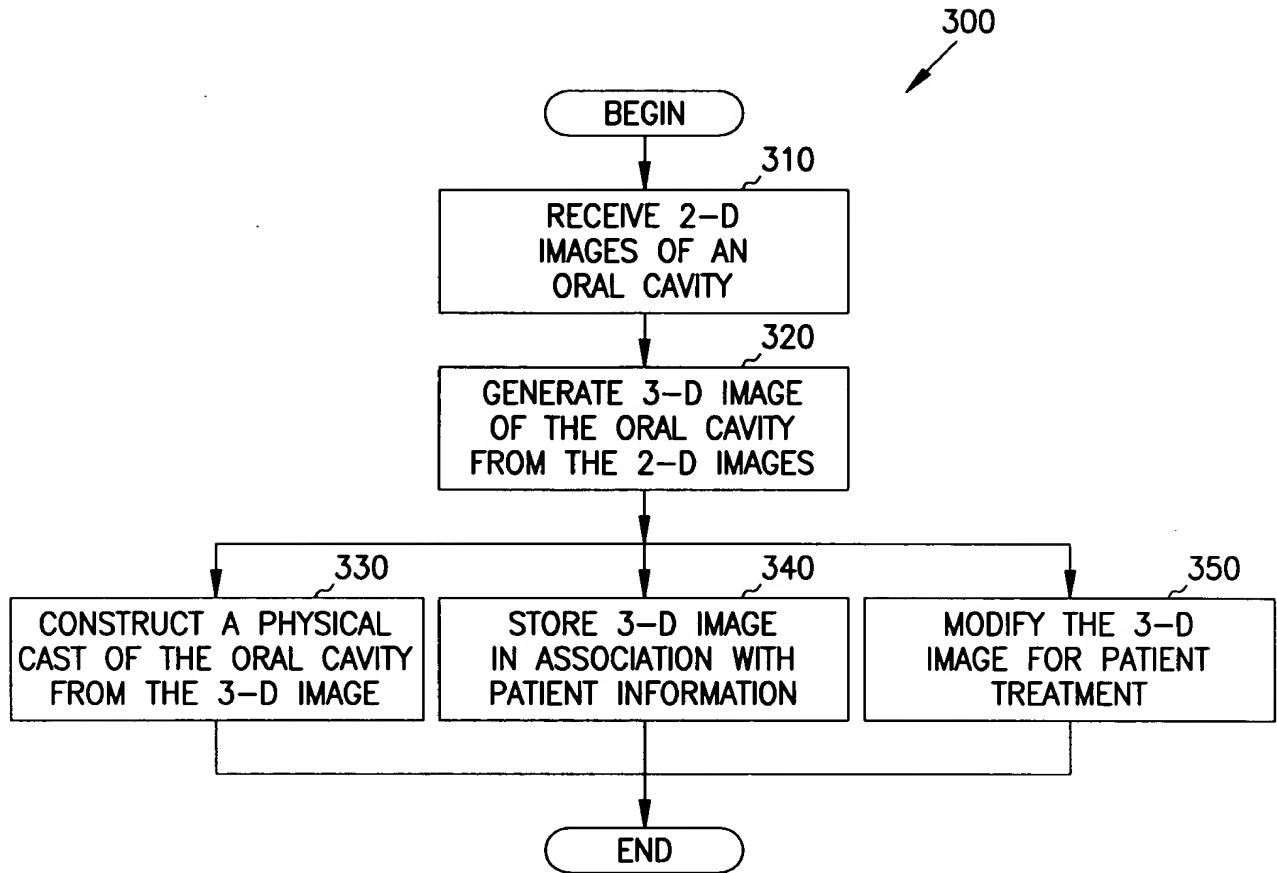 300
BEGIN
310
RECEIVE 2-D
IMAGES OF AN
ORAL CAVITY
320
GENERATE 3-D IMAGE
OF THE ORAL CAVITY
FROM THE 2-D IMAGES
330
CONSTRUCT A PHYSICAL
CAST OF THE ORAL CAVITY
FROM THE 3-D IMAGE
340
STORE 3-D IMAGE
IN ASSOCIATION WITH
PATIENT INFORMATION
350
MODIFY THE 3-D
IMAGE FOR PATIENT
TREATMENT
END